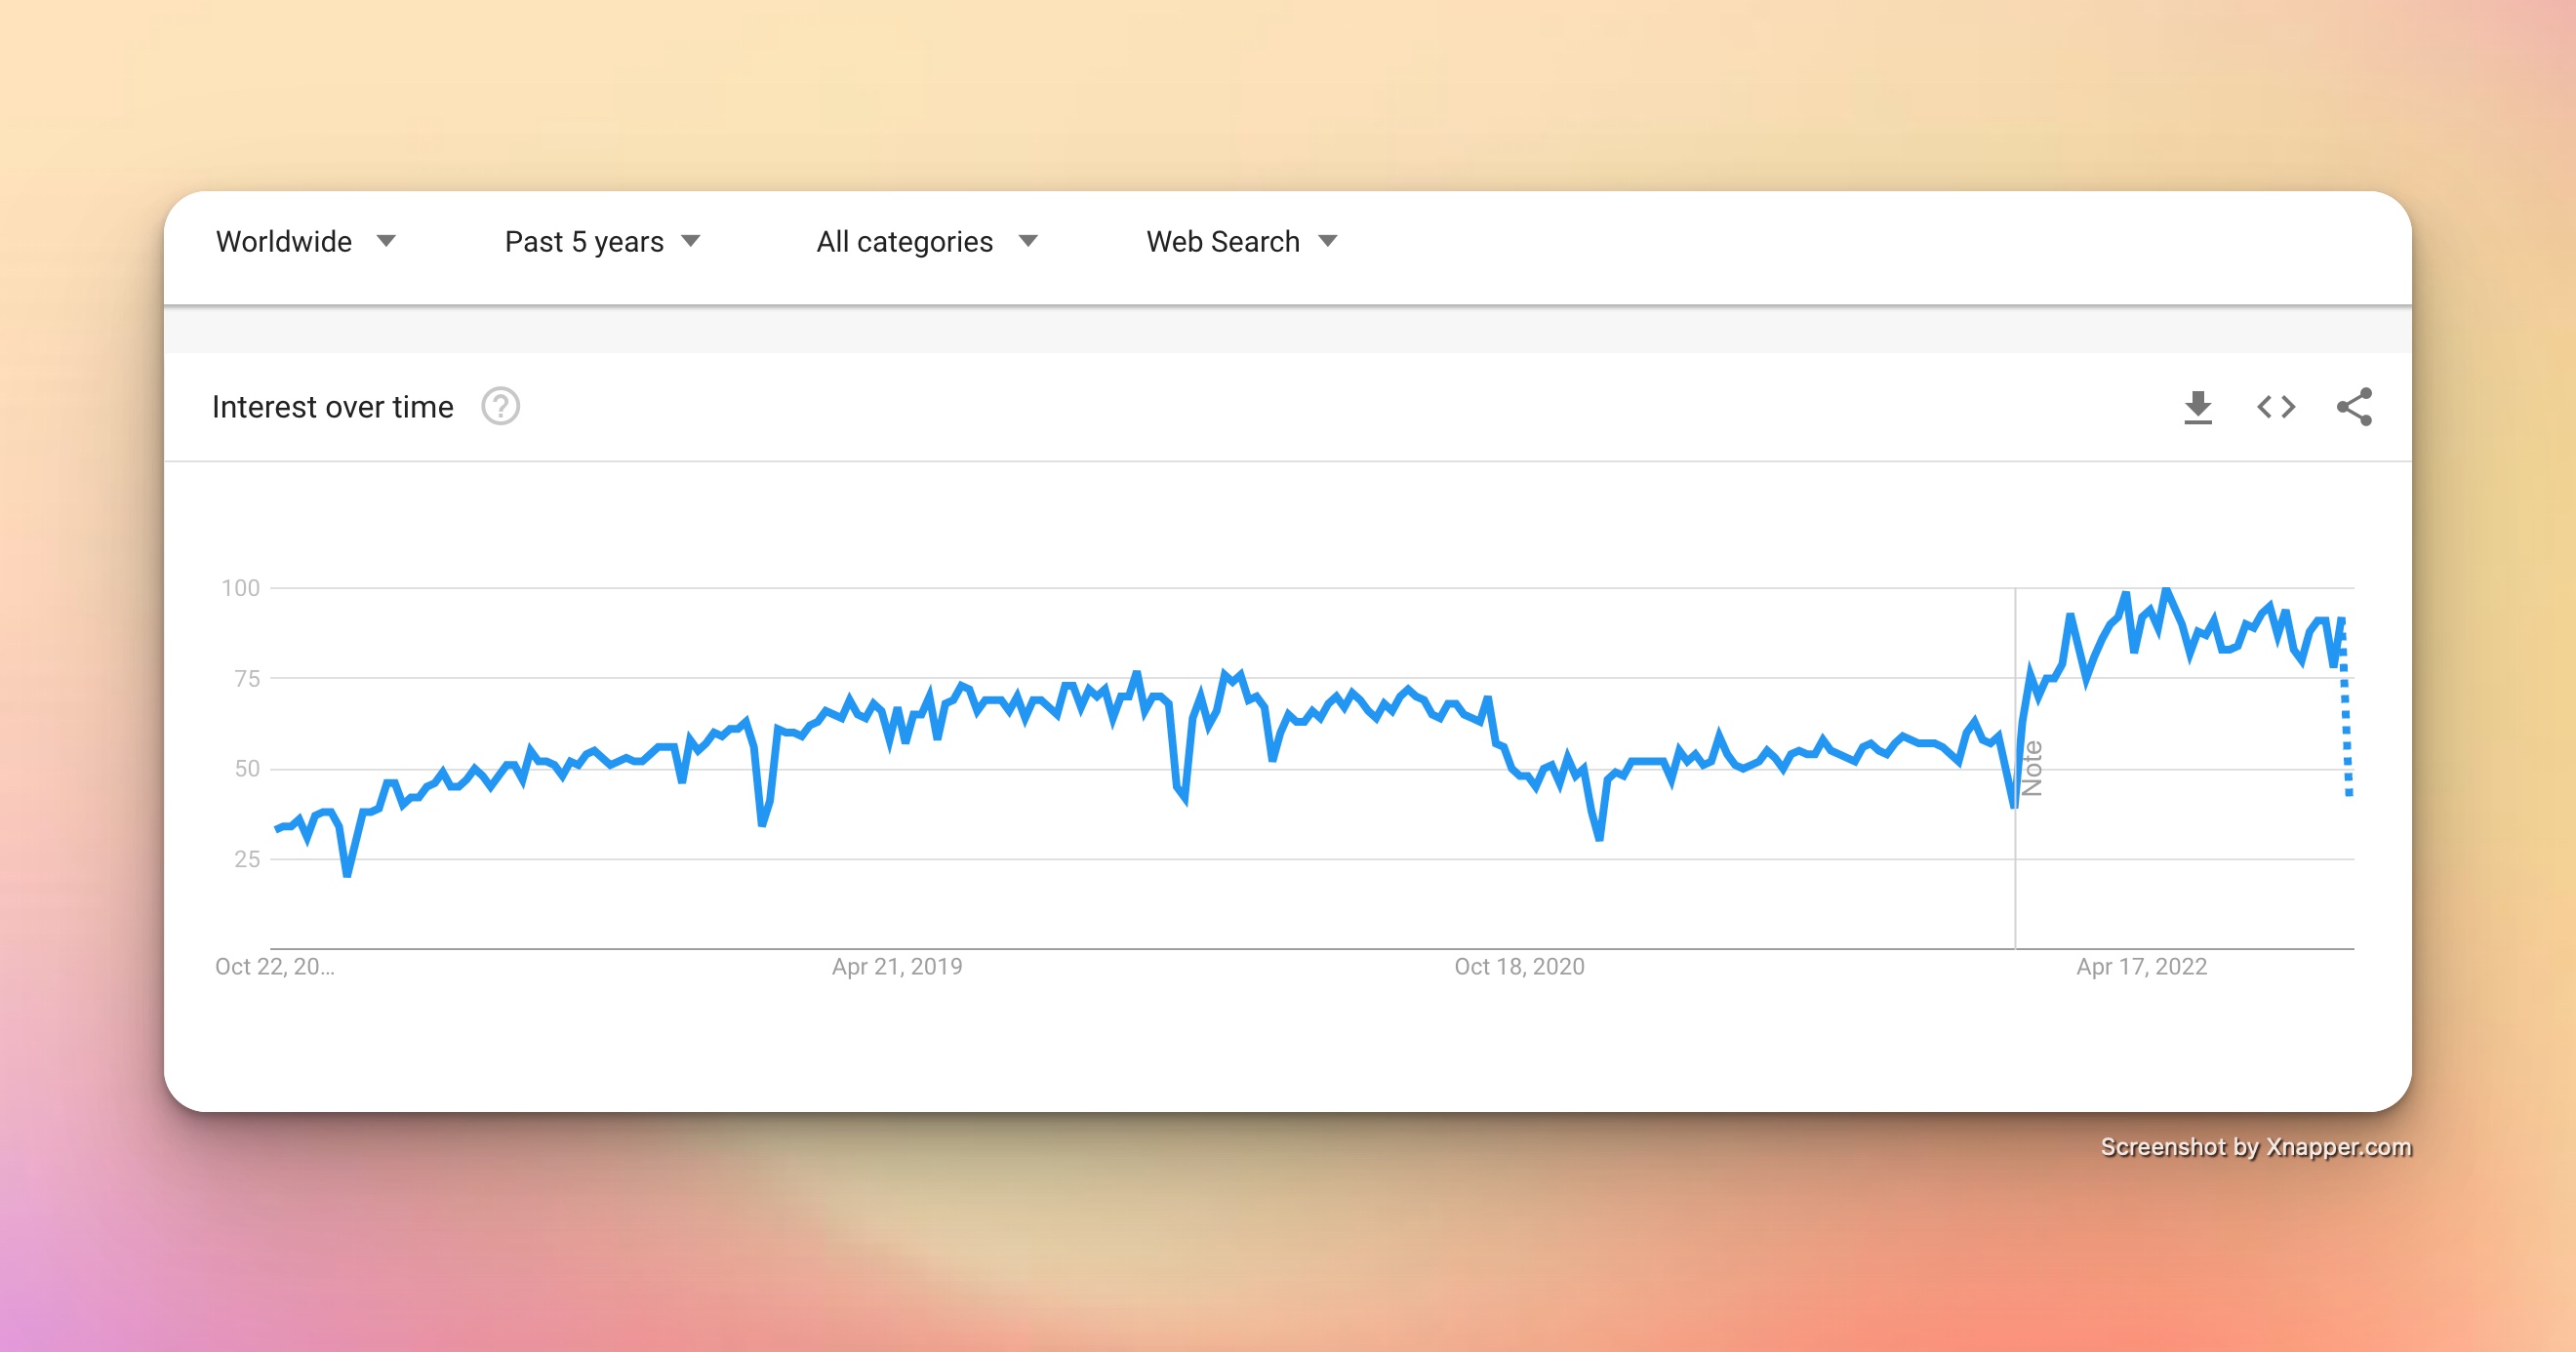 Worldwide Past 5 years All categories Web Search
Interest over time ?
100
75
50
25
Note
Oct 22, 20... Apr 21, 2019 Oct 18, 2020 Apr 17, 2022
Screenshot by Xnapper.com